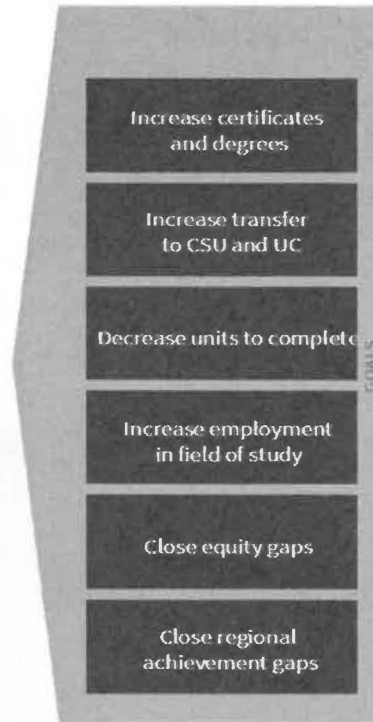 Increase certificates
and degrees
Increase transfer
to CSU and UC
Decrease units to complete
GOALS
Increase employment
in field of study
Close equity gaps
Close regional
achievement gaps